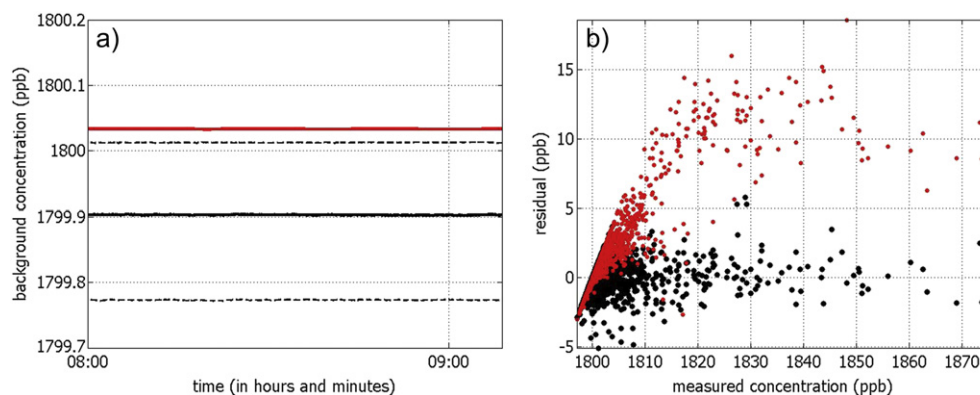 a)
background concentration (ppb)
1800.2
1800.1
1800
1799.9
1799.8
1799.7
08:00 09:00
time (in hours and minutes)
b)
residual (ppb)
15
10
5
0
-5
1800 1810 1820 1830 1840 1850 1860 1870
measured concentration (ppb)